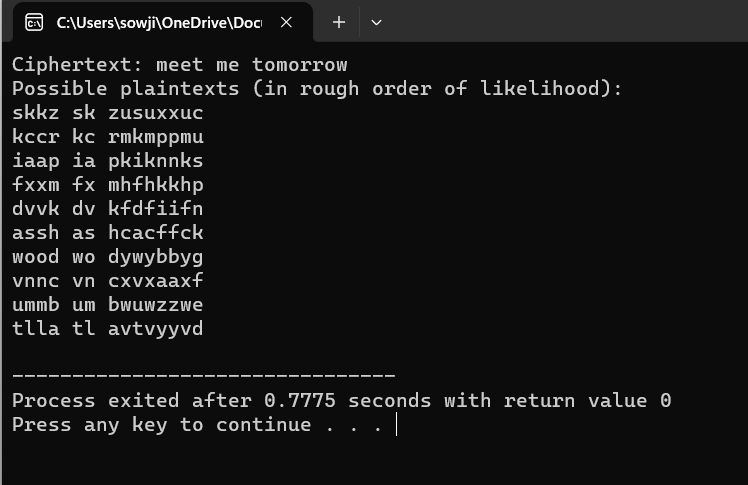 C:\Users\sowji\OneDrive\Docu
Ciphertext: meet me tomorrow
Possible plaintexts (in rough order of likelihood):
skkz sk zusuxxuc
kccr kc rmkmppmu
iaap ia pkiknnks
fxxm fx mhfhkkhp
dvvk dv kfdfiifn
assh as hcacffck
wood wo dywybbyg
vnnc vn cxvxaaxf
ummb um bwuwzzwe
tlla tl avtvyyvd
--------------------------------
Process exited after 0.7775 seconds with return value 0
Press any key to continue . . .